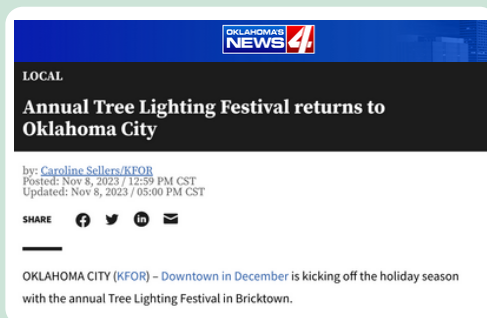 OKLAHOMA'S
NEWS 4
LOCAL
Annual Tree Lighting Festival returns to
Oklahoma City
by: Caroline Sellers/KFOR
Posted: Nov 8, 2023 / 12:59 PM CST
Updated: Nov 8, 2023 / 05:00 PM CST
SHARE
OKLAHOMA CITY (KFOR) – Downtown in December is kicking off the holiday season
with the annual Tree Lighting Festival in Bricktown.